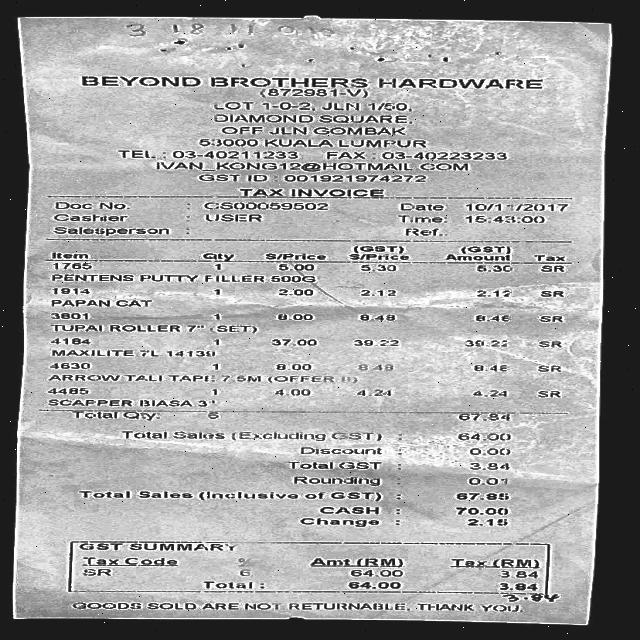 3 18 11 0
BEYOND BROTHERS HARDWARE
(872981-V)
LOT 1-0-2, JLN 1/50,
DIAMOND SQUARE,
OFF JLN GOMBAK
53000 KUALA LUMPUR
TEL : 03-40211233 FAX : 03-40223233
IVAN_KONG12@HOTMAIL.COM
GST ID : 001921974272
TAX INVOICE
Doc No. : CS00059502 Date: 10/11/2017
Cashier : USER Time: 15:43:00
Salesperson : Ref.:
(GST) (GST)
Item Qty S/Price S/Price Amount Tax
1765 1 5.00 5.30 5.30 SR
PENTENS PUTTY FILLER 500G
1914 1 2.00 2.12 2.12 SR
PAPAN CAT
3801 1 8.00 8.48 8.48 SR
TUPAI ROLLER 7" (SET)
4184 1 37.00 39.22 39.22 SR
MAXILITE 7L 14139
4630 1 8.00 8.48 8.48 SR
ARROW TALI TAPE 7.5M (OFFER
4485 1 4.00 4.24 4.24 SR
SCAPPER BIASA 3"
Total Qty: 6 67.84
Total Sales (Excluding GST) : 64.00
Discount : 0.00
Total GST : 3.84
Rounding : 0.01
Total Sales (Inclusive of GST) : 67.85
CASH : 70.00
Change : 2.15
GST SUMMARY
Tax Code % Amt (RM) Tax (RM)
SR 6 64.00 3.84
Total : 64.00 3.84
3.84
GOODS SOLD ARE NOT RETURNABLE, THANK YOU.